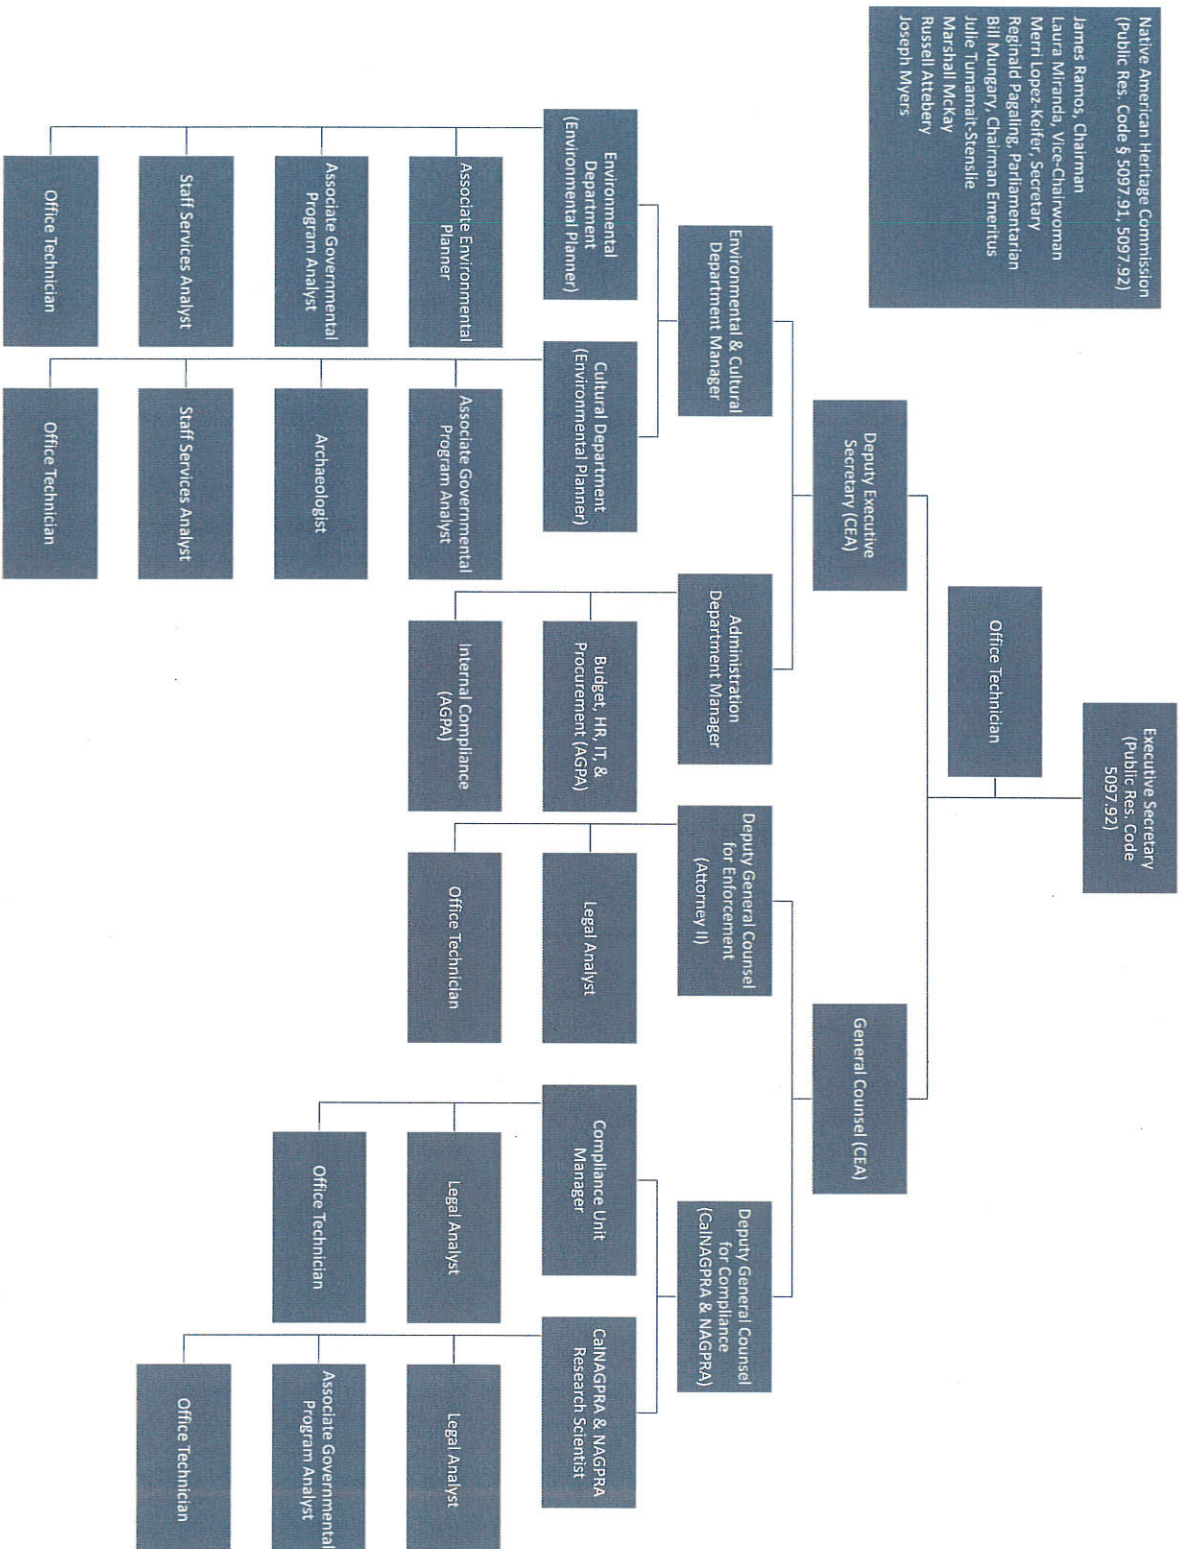 Native American Heritage Commission
(Public Res. Code § 5097.91, 5097.92)
James Ramos, Chairman
Laura Miranda, Vice-Chairwoman
Merri Lopez-Keifer, Secretary
Reginald Pagaling, Parliamentarian
Bill Mungary, Chairman Emeritus
Julie Tumamait-Stenslie
Marshall McKay
Russell Attebery
Joseph Myers
Executive Secretary
(Public Res. Code
5097.92)
Office Technician
Deputy Executive
Secretary (CEA)
General Counsel (CEA)
Environmental & Cultural
Department Manager
Administration
Department Manager
Deputy General Counsel
for Enforcement
(Attorney II)
Deputy General Counsel
for Compliance
(CalNAGPRA & NAGPRA)
Environmental
Department
(Environmental Planner)
Cultural Department
(Environmental Planner)
Budget, HR, IT, &
Procurement (AGPA)
Legal Analyst
Compliance Unit
Manager
CalNAGPRA & NAGPRA
Research Scientist
Associate Environmental
Planner
Associate Governmental
Program Analyst
Internal Compliance
(AGPA)
Office Technician
Legal Analyst
Legal Analyst
Associate Governmental
Program Analyst
Archaeologist
Office Technician
Associate Governmental
Program Analyst
Staff Services Analyst
Staff Services Analyst
Office Technician
Office Technician
Office Technician